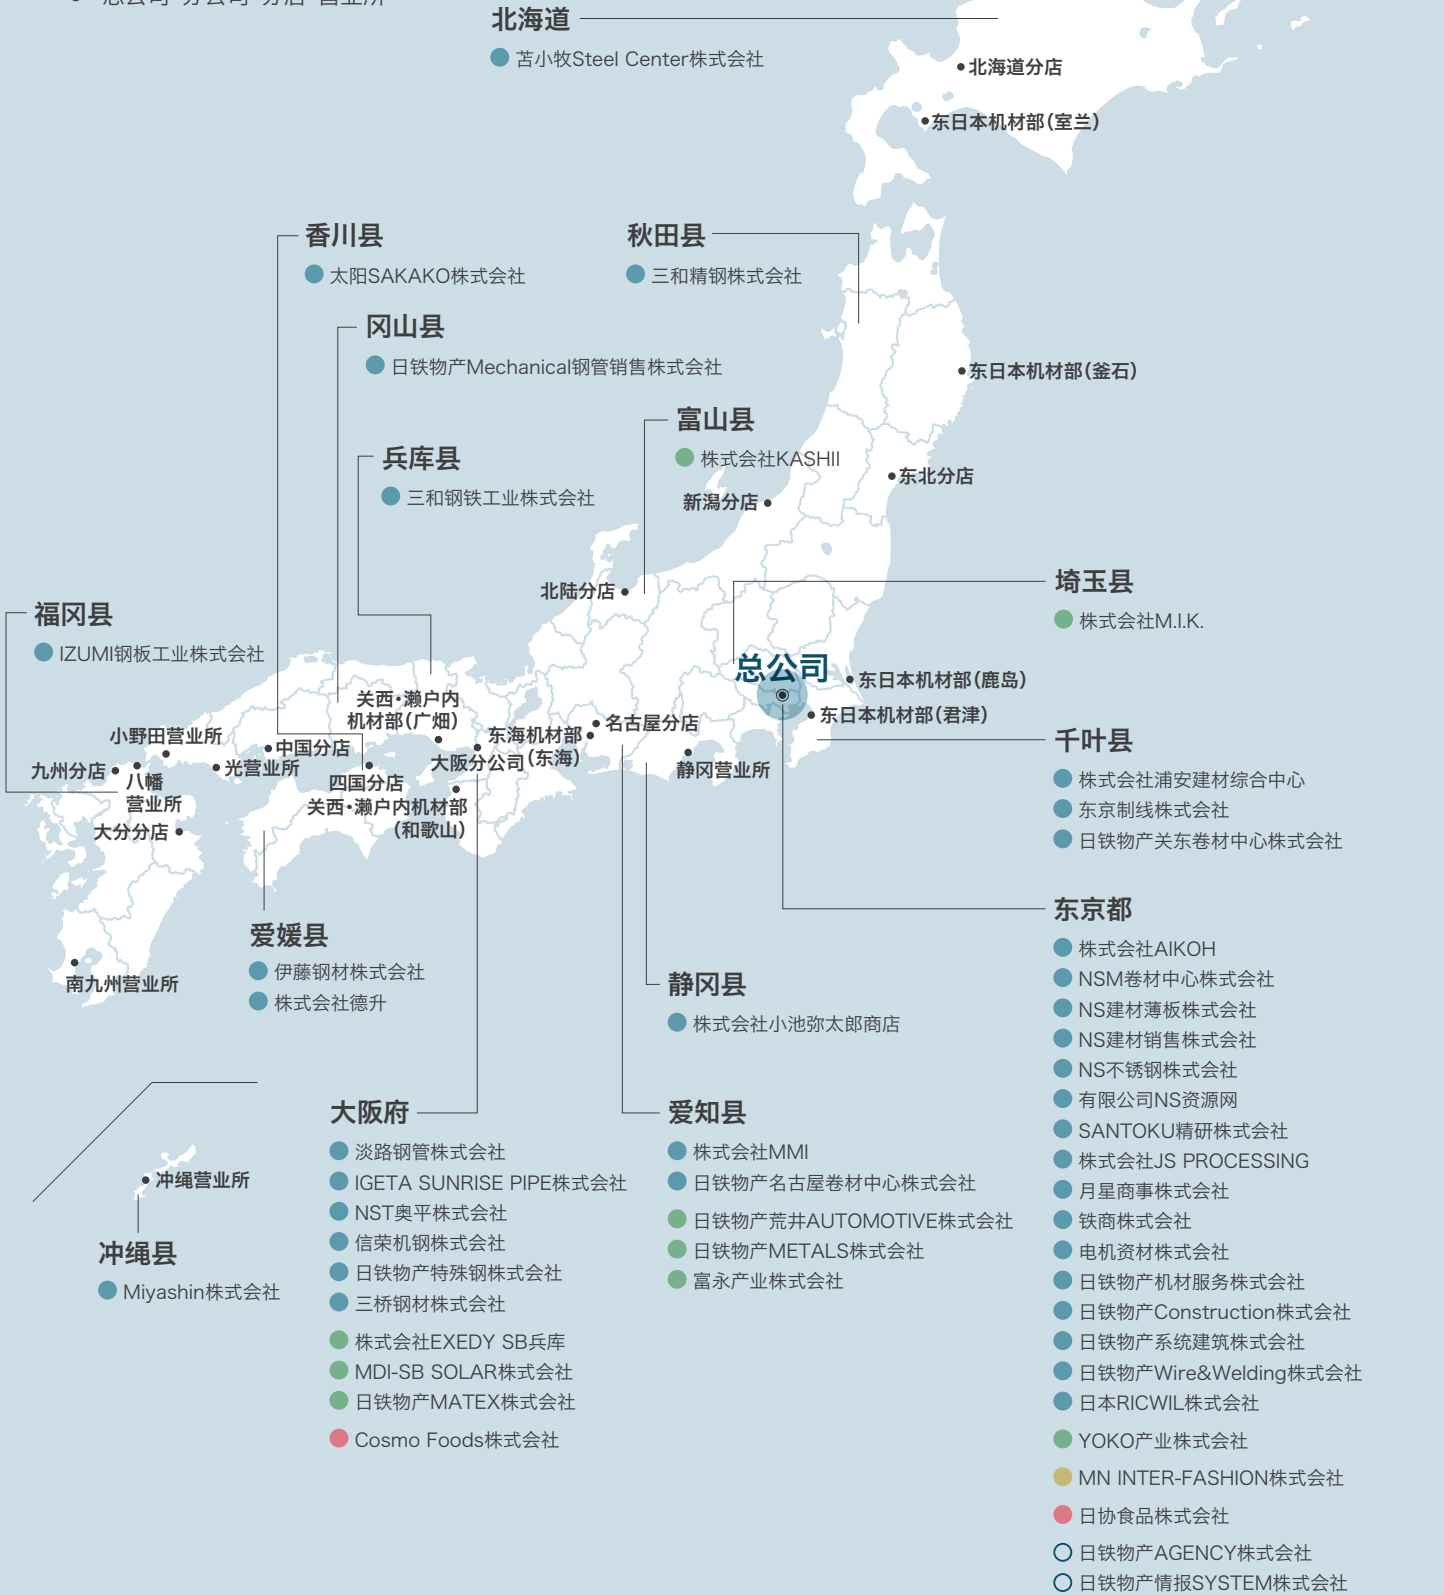 总公司·分公司·分店·营业所
北海道
苫小牧Steel Center株式会社
北海道分店
东日本机材部(室兰)
香川县
太阳SAKAKO株式会社
秋田县
三和精钢株式会社
冈山县
日铁物产Mechanical钢管销售株式会社
东日本机材部(釜石)
富山县
株式会社KASHII
兵库县
三和钢铁工业株式会社
东北分店
新潟分店
北陆分店
埼玉县
株式会社M.I.K.
福冈县
IZUMI钢板工业株式会社
总公司
东日本机材部(鹿岛)
东日本机材部(君津)
关西·濑户内
机材部(广畑)
名古屋分店
东海机材部
(东海)
小野田营业所
中国分店
大阪分公司
静冈营业所
九州分店
八幡
营业所
光营业所
四国分店
关西·濑户内机材部
(和歌山)
大分分店
千叶县
株式会社浦安建材综合中心
东京制线株式会社
日铁物产关东卷材中心株式会社
爱媛县
伊藤钢材株式会社
株式会社德升
南九州营业所
静冈县
株式会社小池弥太郎商店
东京都
株式会社AIKOH
NSM卷材中心株式会社
NS建材薄板株式会社
NS建材销售株式会社
NS不锈钢株式会社
有限公司NS资源网
SANTOKU精研株式会社
株式会社JS PROCESSING
月星商事株式会社
铁商株式会社
电机资材株式会社
日铁物产机材服务株式会社
日铁物产Construction株式会社
日铁物产系统建筑株式会社
日铁物产Wire&Welding株式会社
日本RICWIL株式会社
YOKO产业株式会社
MN INTER-FASHION株式会社
日协食品株式会社
日铁物产AGENCY株式会社
日铁物产情报SYSTEM株式会社
大阪府
淡路钢管株式会社
IGETA SUNRISE PIPE株式会社
NST奥平株式会社
信荣机钢株式会社
日铁物产特殊钢株式会社
三桥钢材株式会社
株式会社EXEDY SB兵库
MDI-SB SOLAR株式会社
日铁物产MATEX株式会社
Cosmo Foods株式会社
爱知县
株式会社MMI
日铁物产名古屋卷材中心株式会社
日铁物产荒井AUTOMOTIVE株式会社
日铁物产METALS株式会社
富永产业株式会社
冲绳营业所
冲绳县
Miyashin株式会社